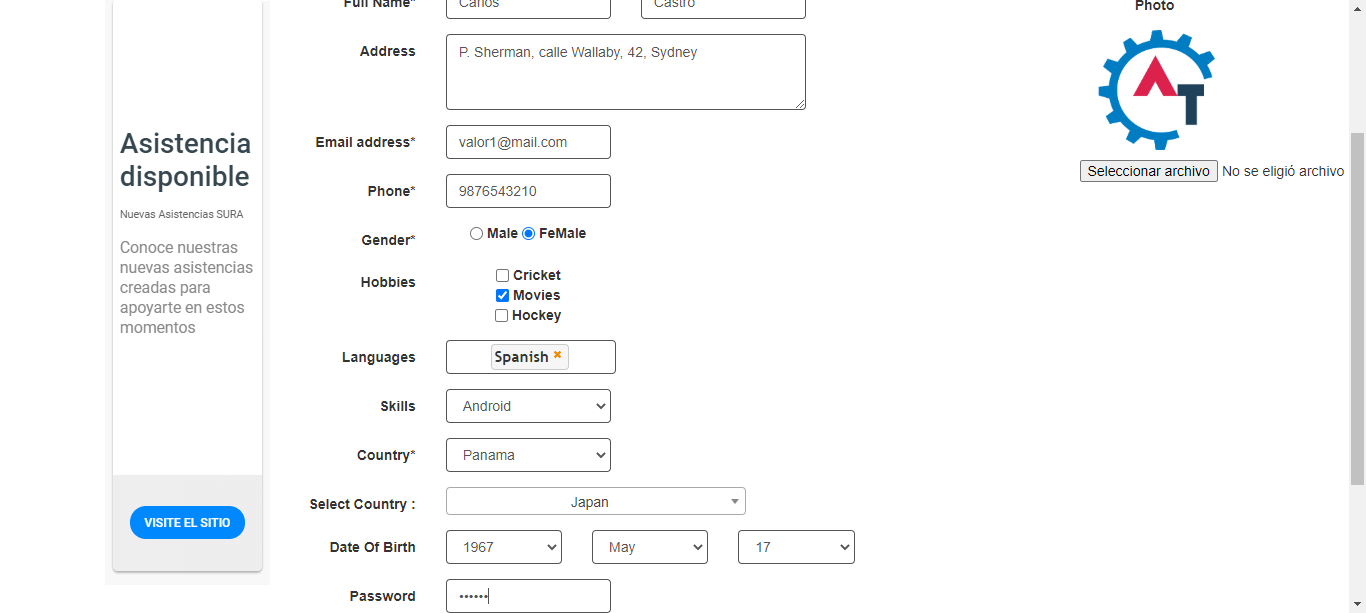 Full Name*
Carlos
Castro
Photo
Address
P. Sherman, calle Wallaby, 42, Sydney
AT
Email address*
valor1@mail.com
Seleccionar archivo No se eligió archivo
Phone*
9876543210
Gender*
Male FeMale
Hobbies
Cricket
Movies
Hockey
Languages
Spanish
Skills
Android
Country*
Panama
Select Country :
Japan
Date Of Birth
1967
May
17
Password
••••••
Asistencia
disponible
Nuevas Asistencias SURA
Conoce nuestras
nuevas asistencias
creadas para
apoyarte en estos
momentos
VISITE EL SITIO